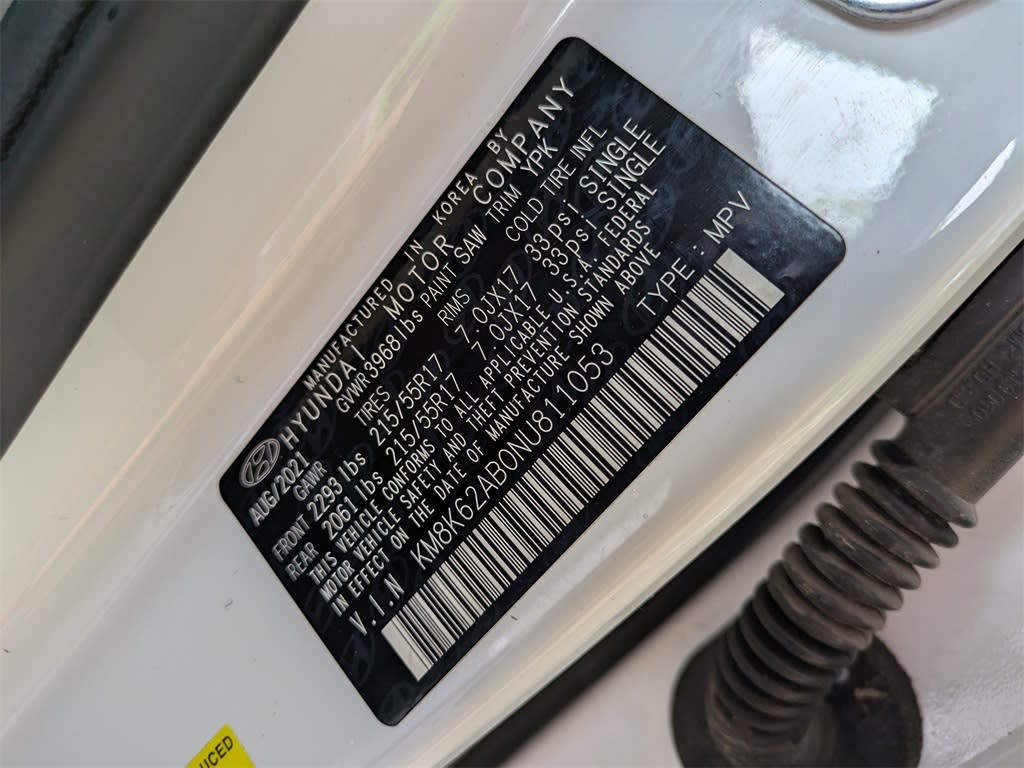 MANUFACTURED IN KOREA BY
HYUNDAI MOTOR COMPANY
AUG/2021 GVWR 3968lbs PAINT SAW TRIM YPK
GAWR TIRES RIMS COLD TIRE INFL
FRONT 2293 lbs 215/55R17 7.0JX17 33psi SINGLE
REAR 2061 lbs 215/55R17 7.0JX17 33psi SINGLE
THIS VEHICLE CONFORMS TO ALL APPLICABLE U.S.A FEDERAL
MOTOR VEHICLE SAFETY AND THEFT PREVENTION STANDARDS
IN EFFECT ON THE DATE OF MANUFACTURE SHOWN ABOVE
V.I.N KM8K62AB0NU811053 TYPE : MPV
UCED